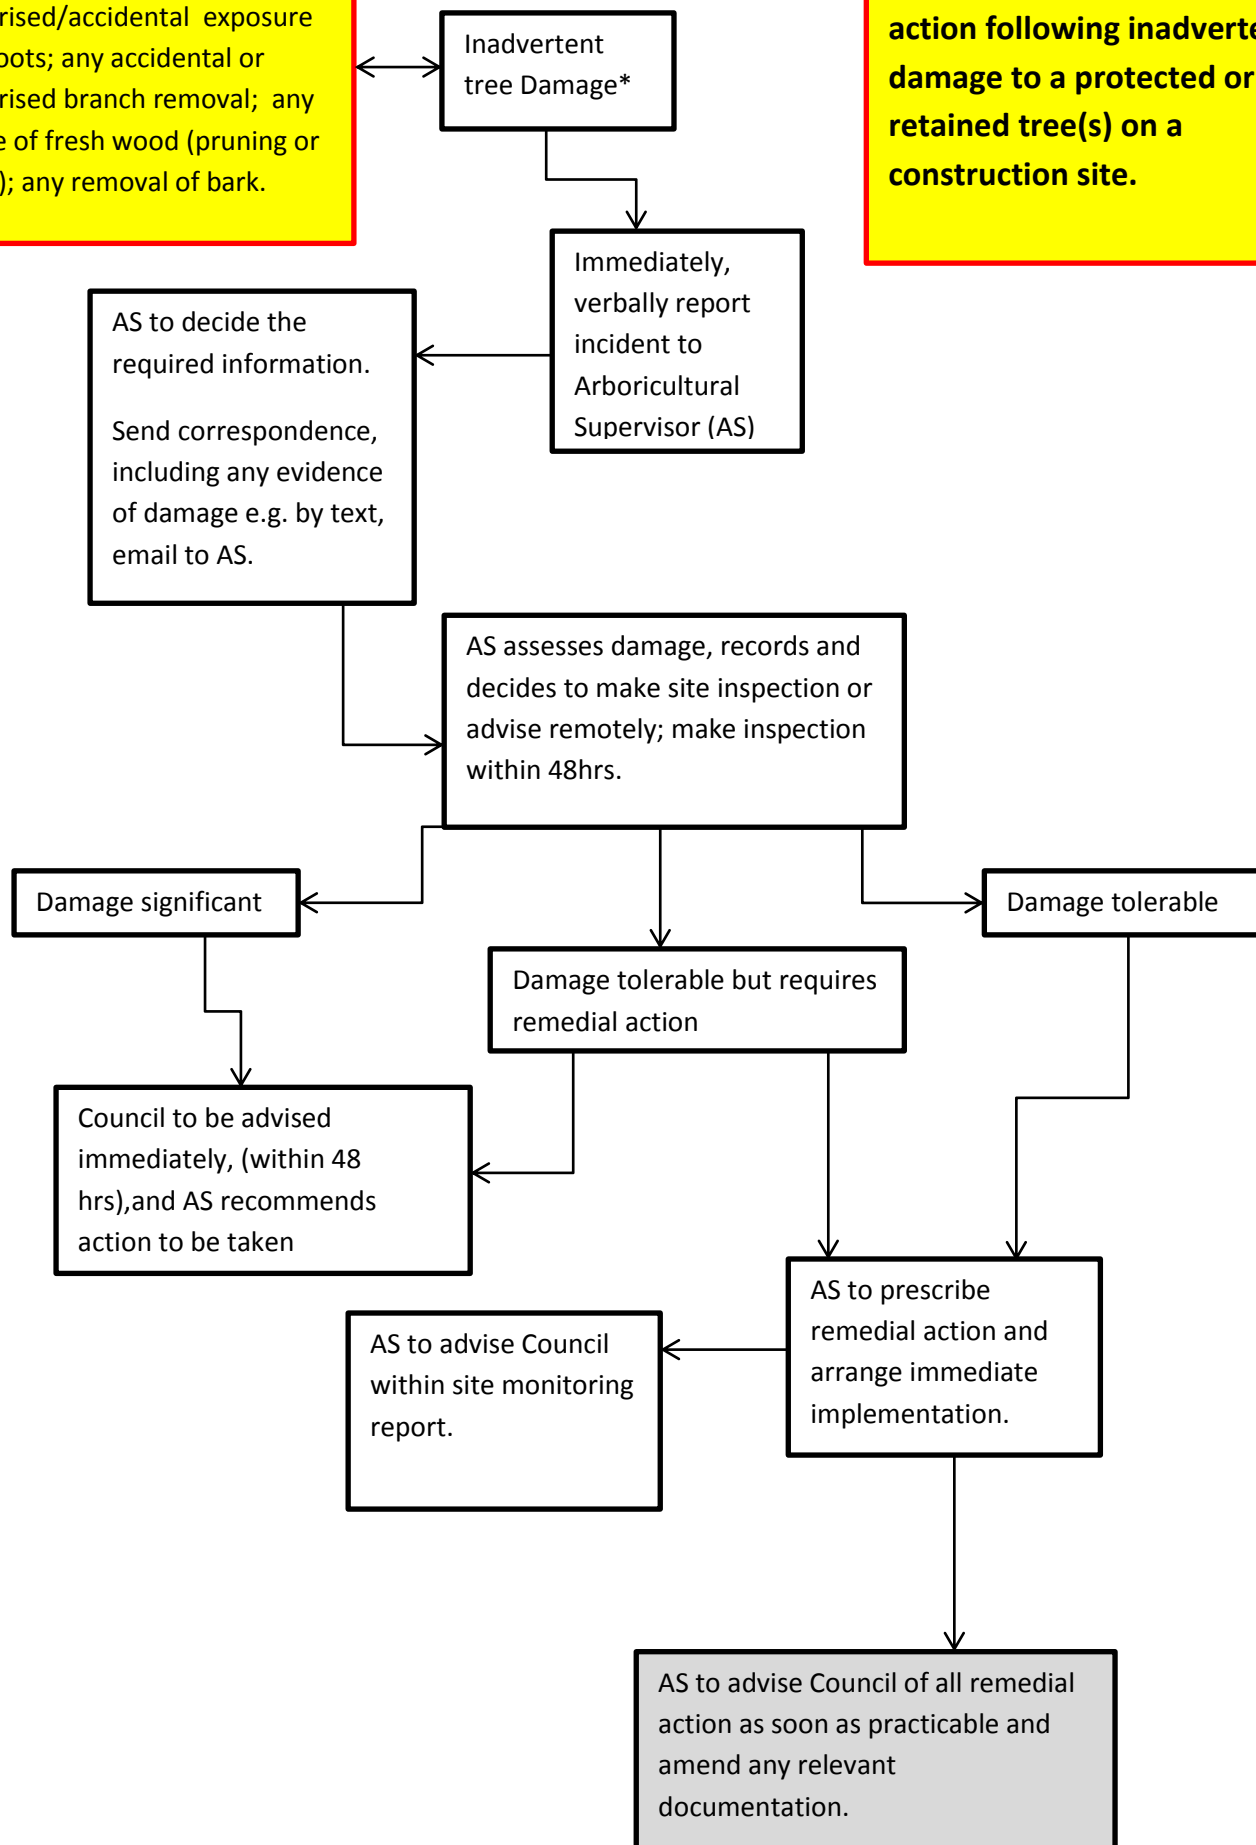 exposure
any accidental or
branch removal; any
of fresh wood (pruning or
any removal of bark.
Inadvertent
tree Damage*
action following
damage to a protected or
retained tree(s) on a
construction site.
Immediately,
verbally report
incident to
Arboricultural
Supervisor (AS)
AS to decide the
required information.
Send correspondence,
including any evidence
of damage e.g. by text,
email to AS.
AS assesses damage, records and
decides to make site inspection or
advise remotely; make inspection
within 48hrs.
Damage significant
Damage tolerable
Damage tolerable but requires
remedial action
Council to be advised
immediately, (within 48
hrs),and AS recommends
action to be taken
AS to prescribe
remedial action and
arrange immediate
implementation.
AS to advise Council
within site monitoring
report.
AS to advise Council of all remedial
action as soon as practicable and
amend any relevant
documentation.